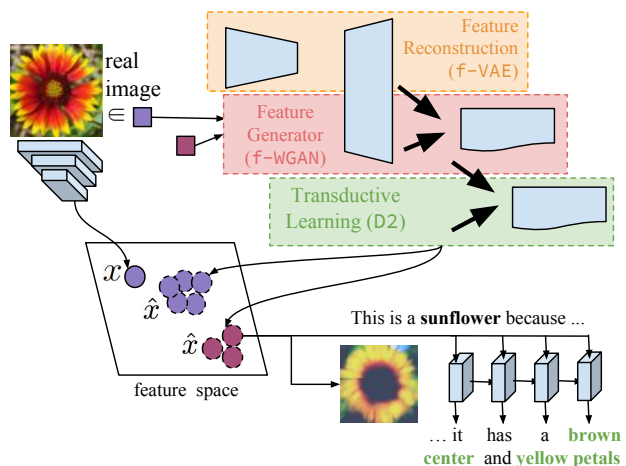 real
image
∈
Feature
Reconstruction
(f-VAE)
Feature
Generator
(f-WGAN)
Transductive
Learning (D2)
x
x̂
x̂
feature space
This is a sunflower because ...
... it has a brown
center and yellow petals